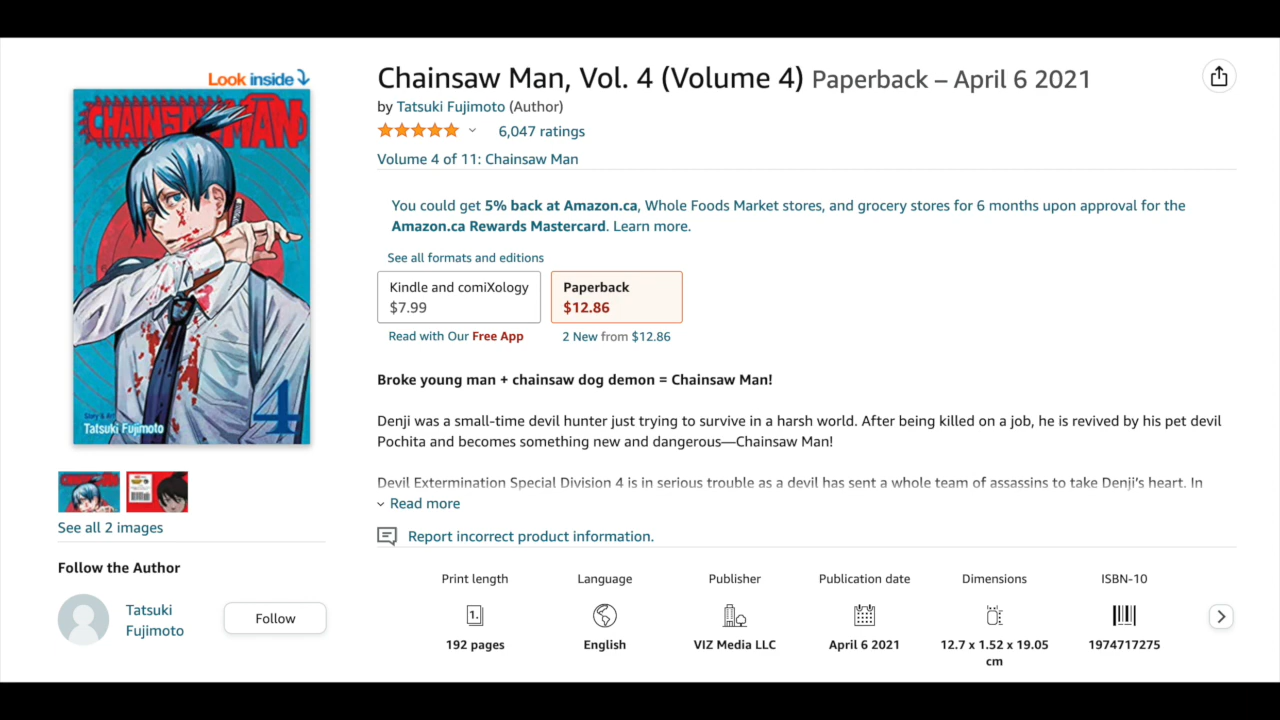 Look inside
CHAINSAW MAN
4
Story & Art
Tatsuki Fujimoto
See all 2 images
Follow the Author
Tatsuki
Fujimoto
Follow
Chainsaw Man, Vol. 4 (Volume 4) Paperback – April 6 2021
by Tatsuki Fujimoto (Author)
6,047 ratings
Volume 4 of 11: Chainsaw Man
You could get 5% back at Amazon.ca, Whole Foods Market stores, and grocery stores for 6 months upon approval for the
Amazon.ca Rewards Mastercard. Learn more.
See all formats and editions
Kindle and comiXology
$7.99
Read with Our Free App
Paperback
$12.86
2 New from $12.86
Broke young man + chainsaw dog demon = Chainsaw Man!
Denji was a small-time devil hunter just trying to survive in a harsh world. After being killed on a job, he is revived by his pet devil
Pochita and becomes something new and dangerous—Chainsaw Man!
Devil Extermination Special Division 4 is in serious trouble as a devil has sent a whole team of assassins to take Denji's heart. In
Read more
Report incorrect product information.
Print length
1.
192 pages
Language
English
Publisher
VIZ Media LLC
Publication date
April 6 2021
Dimensions
12.7 x 1.52 x 19.05
cm
ISBN-10
1974717275